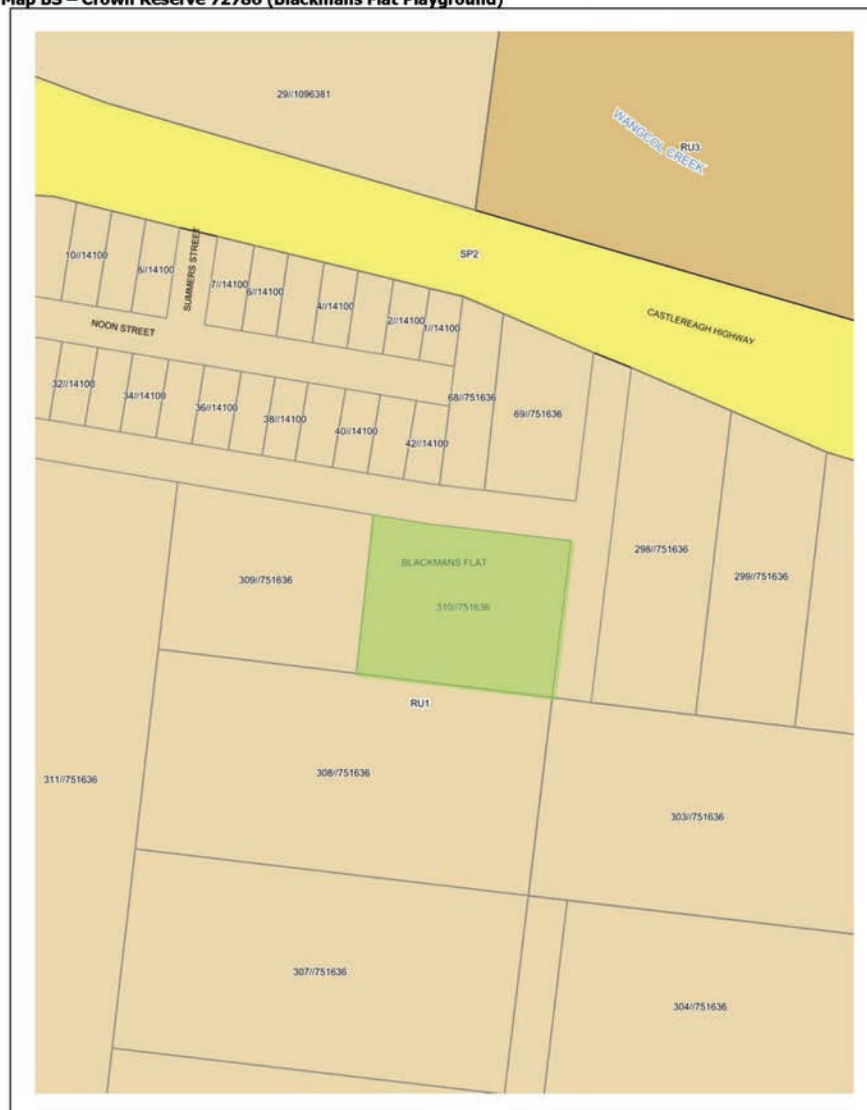 Map B3 – Crown Reserve 72786 (Blackmans Flat Playground)
29//1096381
WANGCOL CREEK
RU3
SP2
CASTLEREAGH HIGHWAY
10//14100
8//14100
SUMMERS STREET
7//14100
6//14100
4//14100
2//14100
1//14100
NOON STREET
32//14100
34//14100
36//14100
38//14100
40//14100
42//14100
68//751636
69//751636
298//751636
299//751636
BLACKMANS FLAT
309//751636
310//751636
RU1
311//751636
308//751636
303//751636
307//751636
304//751636